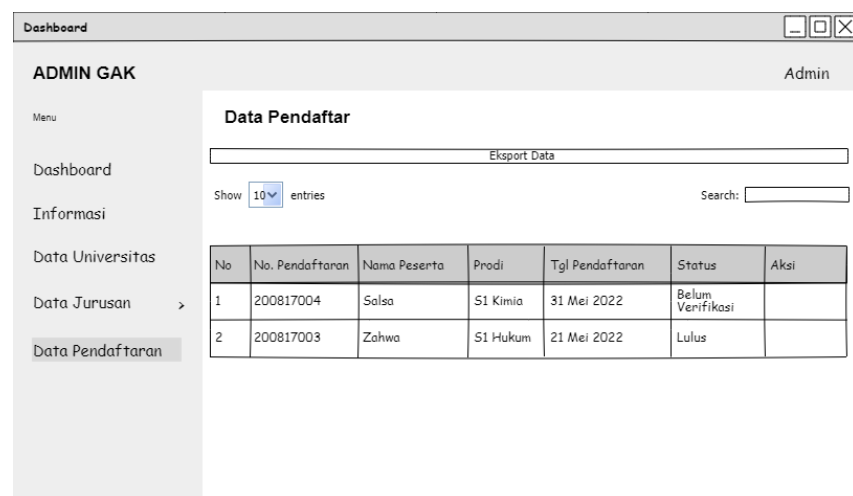 Dashboard
ADMIN GAK
Admin
Menu
Dashboard
Informasi
Data Universitas
Data Jurusan >
Data Pendaftaran
Data Pendaftar
Eksport Data
Show 10 entries
Search:
No No. Pendaftaran Nama Peserta Prodi Tgl Pendaftaran Status Aksi
1 200817004 Salsa S1 Kimia 31 Mei 2022 Belum Verifikasi
2 200817003 Zahwa S1 Hukum 21 Mei 2022 Lulus